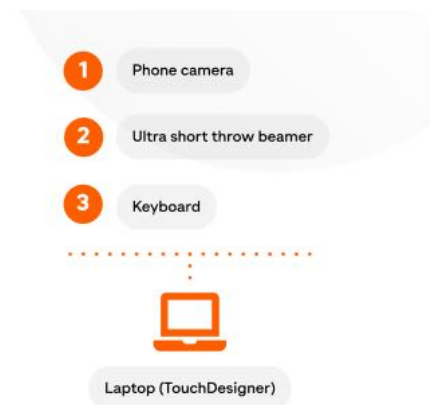 1 Phone camera
2 Ultra short throw beamer
3 Keyboard
Laptop (TouchDesigner)